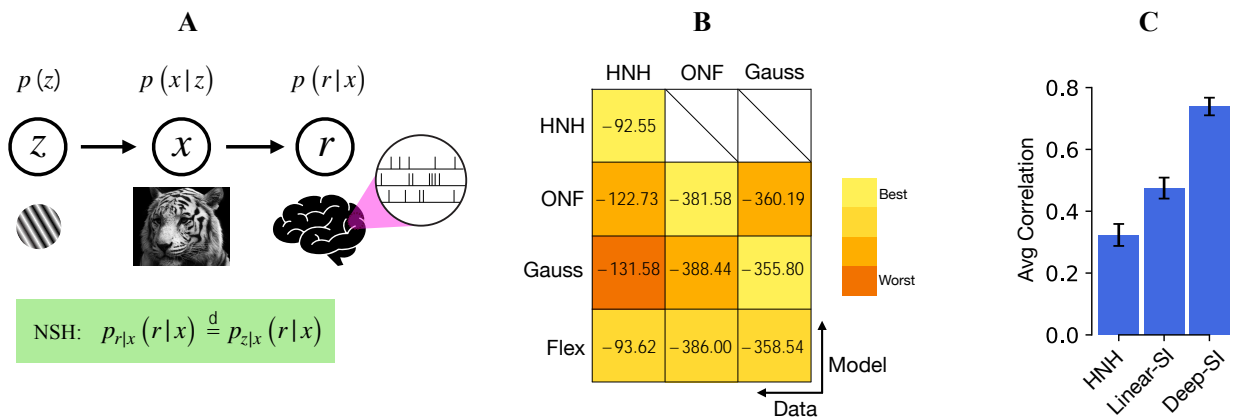 A
p(z)
p(x|z)
p(r|x)
z
x
r
NSH: p_{r|x}(r|x) \stackrel{d}{=} p_{z|x}(r|x)
B
HNH ONF Gauss
HNH −92.55
ONF −122.73 −381.58 −360.19
Gauss −131.58 −388.44 −355.80
Flex −93.62 −386.00 −358.54
Best
Worst
Model
Data
C
Avg Correlation
0.8
0.6
0.4
0.2
0.0
HNH
Linear-SI
Deep-SI